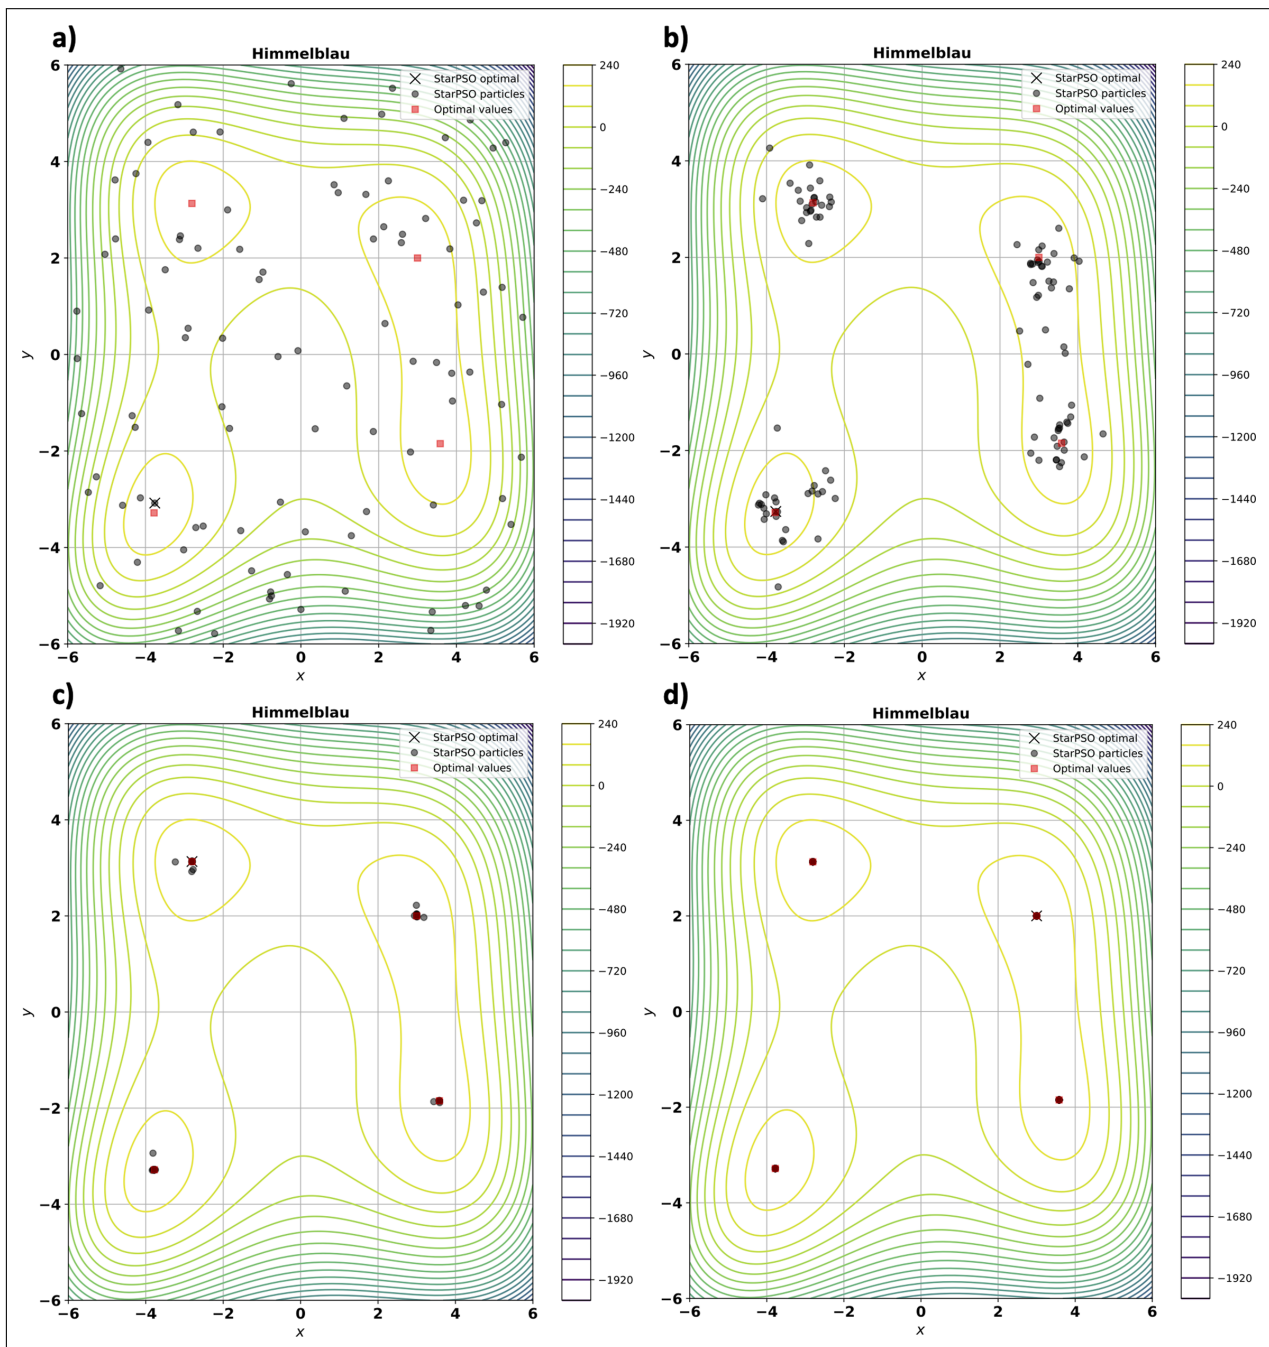 a)
Himmelblau
StarPSO optimal
StarPSO particles
Optimal values
6
4
2
0
−2
−4
−6
y
−6 −4 −2 0 2 4 6
x
240
0
−240
−480
−720
−960
−1200
−1440
−1680
−1920
b)
Himmelblau
StarPSO optimal
StarPSO particles
Optimal values
6
4
2
0
−2
−4
−6
y
−6 −4 −2 0 2 4 6
x
240
0
−240
−480
−720
−960
−1200
−1440
−1680
−1920
c)
Himmelblau
StarPSO optimal
StarPSO particles
Optimal values
6
4
2
0
−2
−4
−6
y
−6 −4 −2 0 2 4 6
x
240
0
−240
−480
−720
−960
−1200
−1440
−1680
−1920
d)
Himmelblau
StarPSO optimal
StarPSO particles
Optimal values
6
4
2
0
−2
−4
−6
y
−6 −4 −2 0 2 4 6
x
240
0
−240
−480
−720
−960
−1200
−1440
−1680
−1920